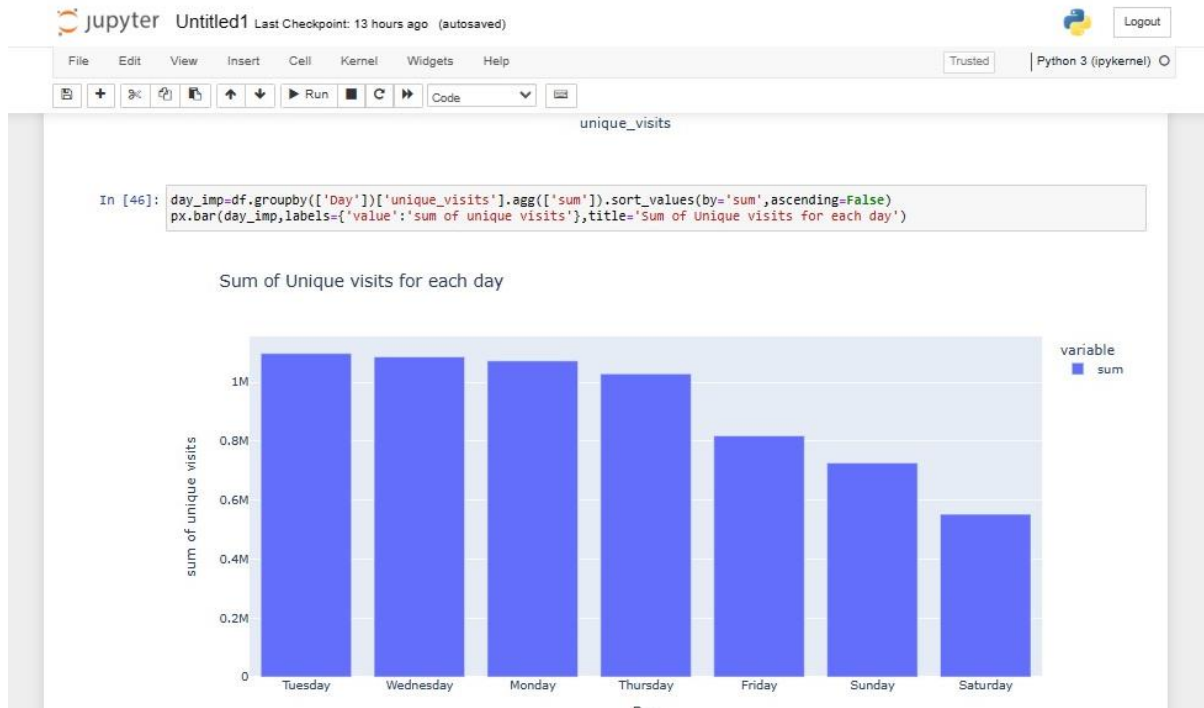 jupyter Untitled1 Last Checkpoint: 13 hours ago (autosaved)
Logout
File Edit View Insert Cell Kernel Widgets Help
Trusted
Python 3 (ipykernel)
Run
Code
unique_visits
In [46]: day_imp=df.groupby(['Day'])['unique_visits'].agg(['sum']).sort_values(by='sum',ascending=False)
px.bar(day_imp,labels={'value':'sum of unique visits'},title='Sum of Unique visits for each day')
Sum of Unique visits for each day
variable
sum
sum of unique visits
1M
0.8M
0.6M
0.4M
0.2M
0
Tuesday Wednesday Monday Thursday Friday Sunday Saturday